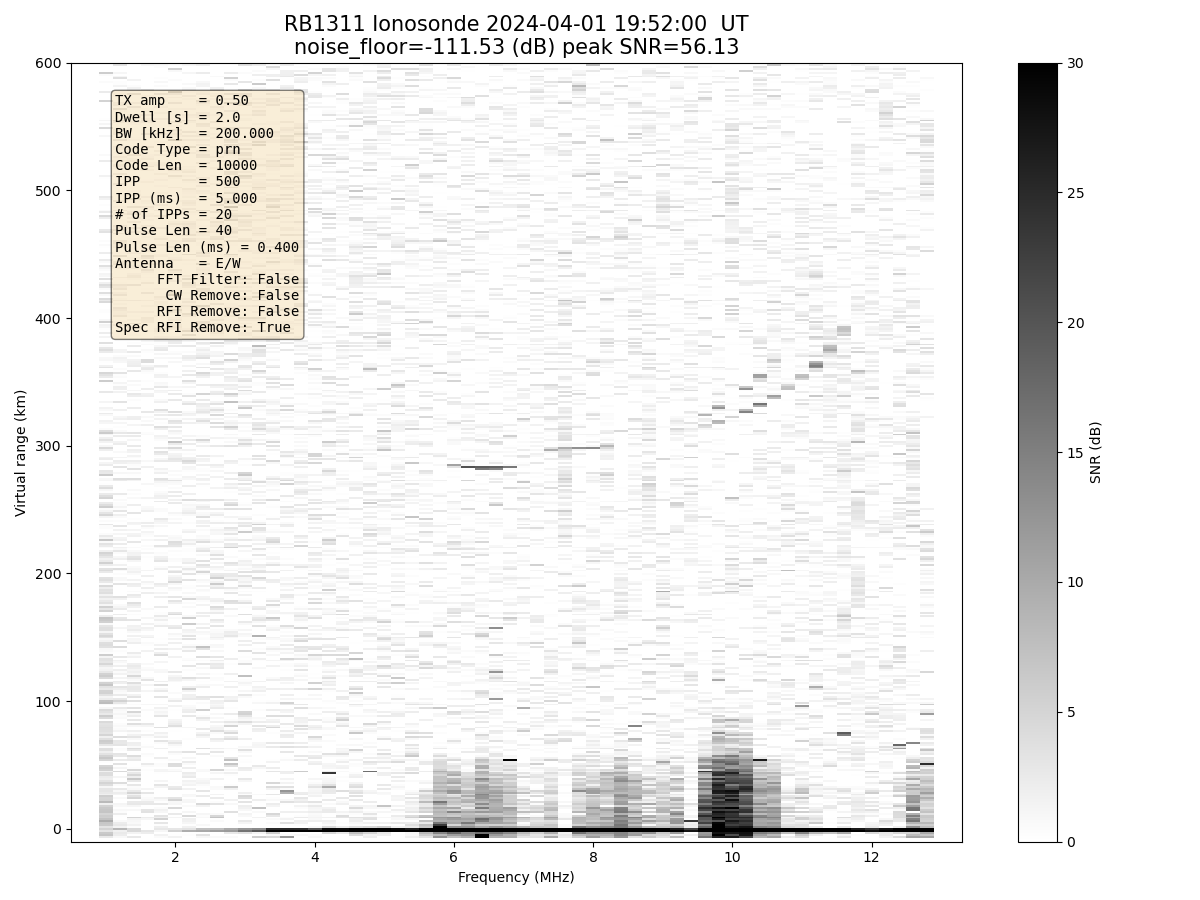 RB1311 Ionosonde 2024-04-01 19:52:00  UT
noise_floor=-111.53 (dB) peak SNR=56.13
600
500
400
300
200
100
0
Virtual range (km)
TX amp    = 0.50
Dwell [s] = 2.0
BW [kHz]  = 200.000
Code Type = prn
Code Len  = 10000
IPP       = 500
IPP (ms)  = 5.000
# of IPPs = 20
Pulse Len = 40
Pulse Len (ms) = 0.400
Antenna   = E/W
FFT Filter: False
CW Remove: False
RFI Remove: False
Spec RFI Remove: True
2 4 6 8 10 12
Frequency (MHz)
30
25
20
15
10
5
0
SNR (dB)